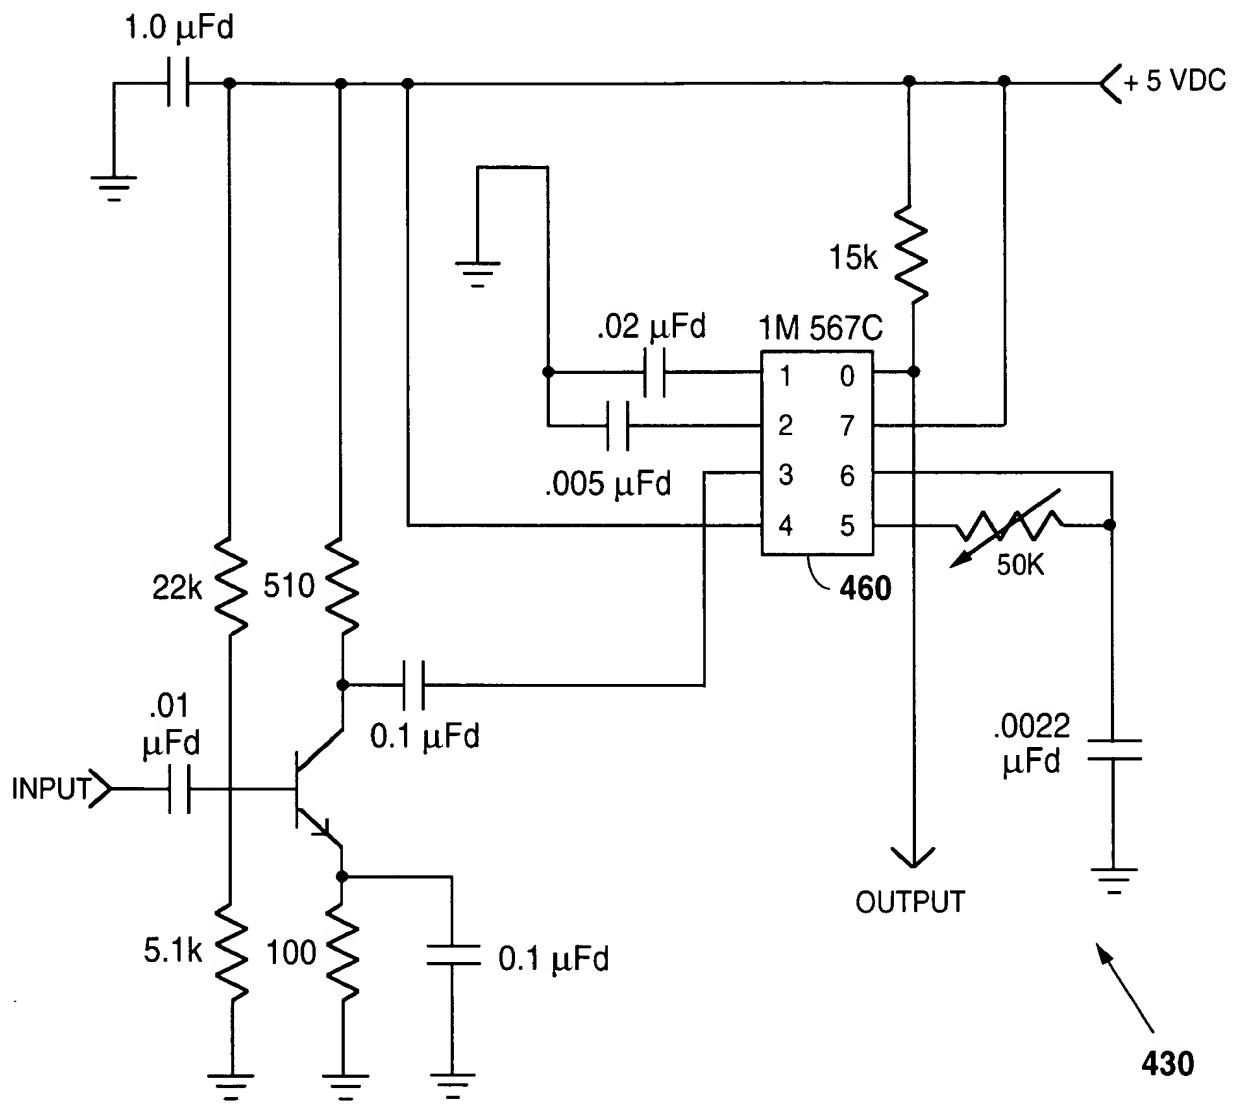 1.0 µFd
+ 5 VDC
15k
.02 µFd
1M 567C
1 0
2 7
.005 µFd
3 6
4 5
50K
460
22k
510
.01
µFd
0.1 µFd
.0022
µFd
INPUT
OUTPUT
5.1k
100
0.1 µFd
430